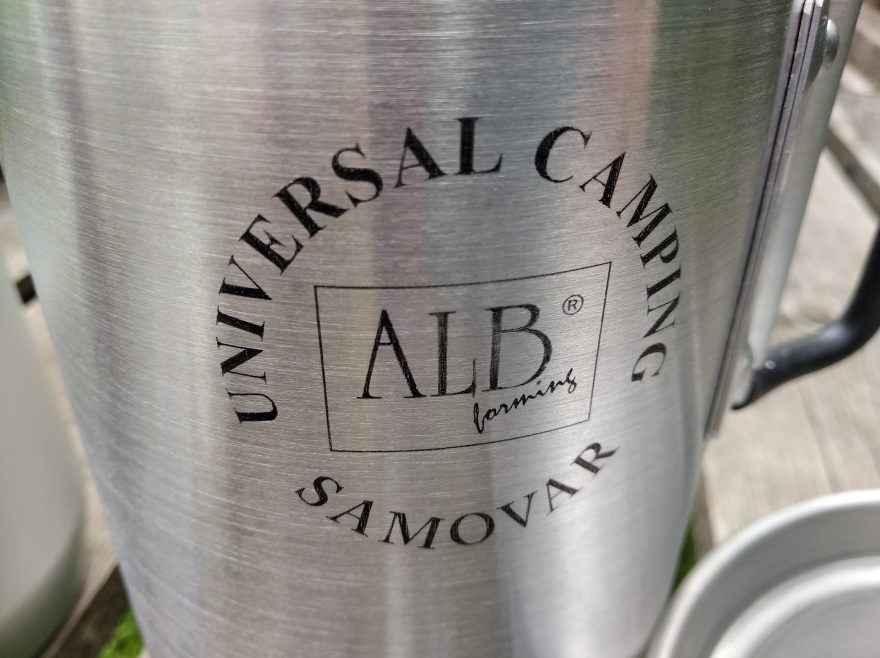 UNIVERSAL CAMPING
ALB ®
forming
SAMOVAR